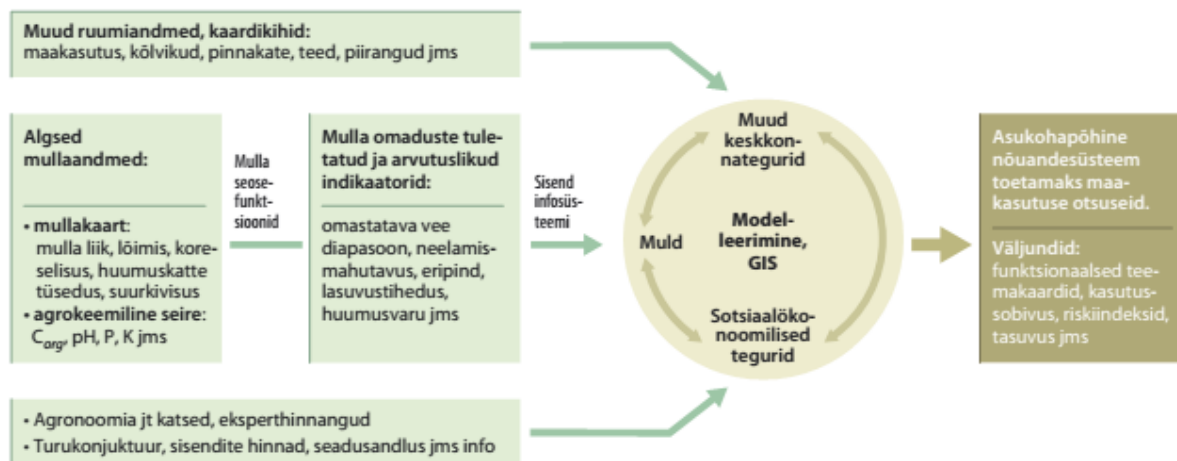 Muud ruumiandmed, kaardikihid:
maakasutus, kõlvikud, pinnakate, teed, piirangud jms
Algsed
mullaandmed:
• mullakaart:
mulla liik, lõimis, kore-
selisus, huumuskatte
tüsedus, suurkivisus
• agrokeemiline seire:
Corg, pH, P, K jms
Mulla
seose-
funkt-
sioonid
Mulla omaduste tule-
tatud ja arvutuslikud
indikaatorid:
omastatava vee
diapasoon, neelamis-
mahutavus, eripind,
lasuvustihedus,
huumusvaru jms
Sisend
infosüs-
teemi
Muud
keskkon-
nategurid
Muld
Model-
leerimine,
GIS
Sotsiaalöko-
noomilised
tegurid
Asukohapõhine
nõuandesüsteem
toetamaks maa-
kasutuse otsuseid.
Väljundid:
funktsionaalsed tee-
makaardid, kasutus-
sobivus, riskiindeksid,
tasuvus jms
• Agronoomia jt katsed, eksperthinnangud
• Turukonjuktuur, sisendite hinnad, seadusandlus jms info